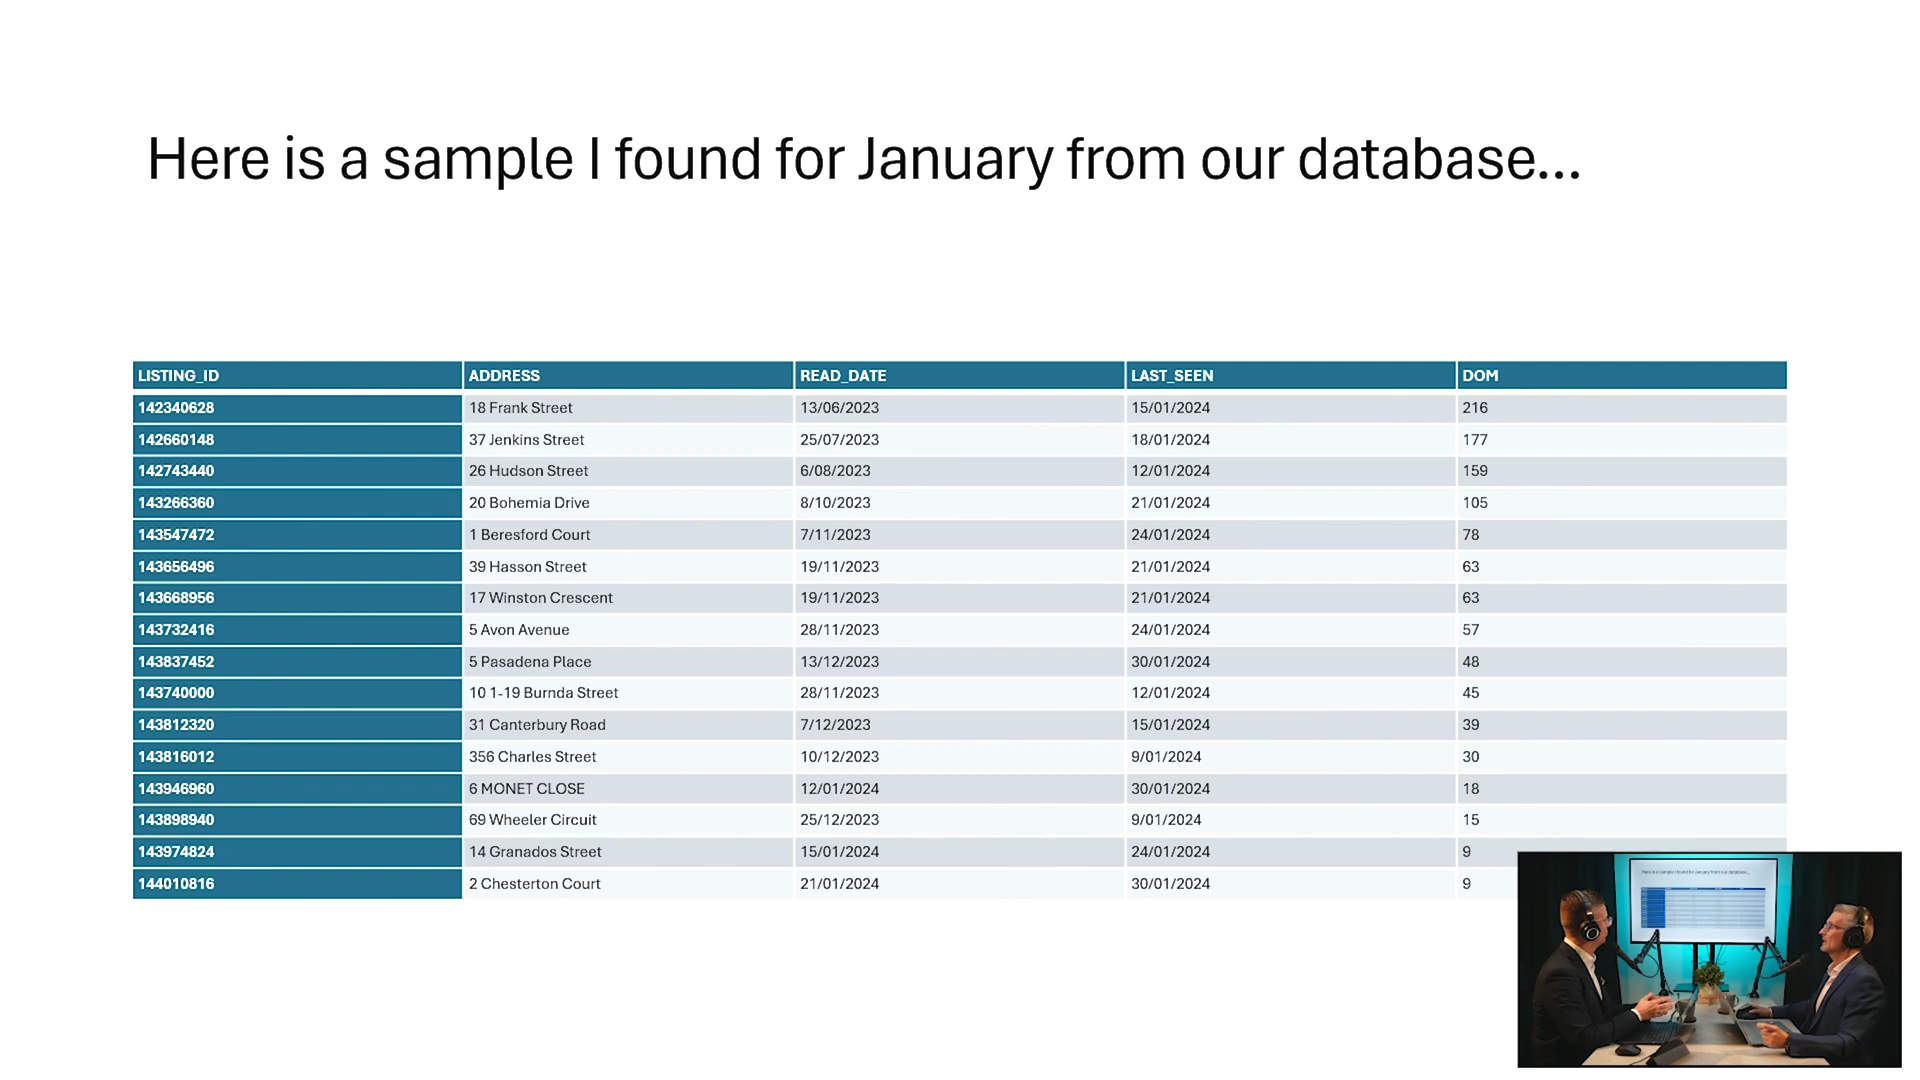 Here is a sample I found for January from our database...
LISTING_ID ADDRESS READ_DATE LAST_SEEN DOM
142340628 18 Frank Street 13/06/2023 15/01/2024 216
142660148 37 Jenkins Street 25/07/2023 18/01/2024 177
142743440 26 Hudson Street 6/08/2023 12/01/2024 159
143266360 20 Bohemia Drive 8/10/2023 21/01/2024 105
143547472 1 Beresford Court 7/11/2023 24/01/2024 78
143656496 39 Hasson Street 19/11/2023 21/01/2024 63
143668956 17 Winston Crescent 19/11/2023 21/01/2024 63
143732416 5 Avon Avenue 28/11/2023 24/01/2024 57
143837452 5 Pasadena Place 13/12/2023 30/01/2024 48
143740000 10 1-19 Burnda Street 28/11/2023 12/01/2024 45
143812320 31 Canterbury Road 7/12/2023 15/01/2024 39
143816012 356 Charles Street 10/12/2023 9/01/2024 30
143946960 6 MONET CLOSE 12/01/2024 30/01/2024 18
143898940 69 Wheeler Circuit 25/12/2023 9/01/2024 15
143974824 14 Granados Street 15/01/2024 24/01/2024 9
144010816 2 Chesterton Court 21/01/2024 30/01/2024 9
Here is a sample I found for January from our database...